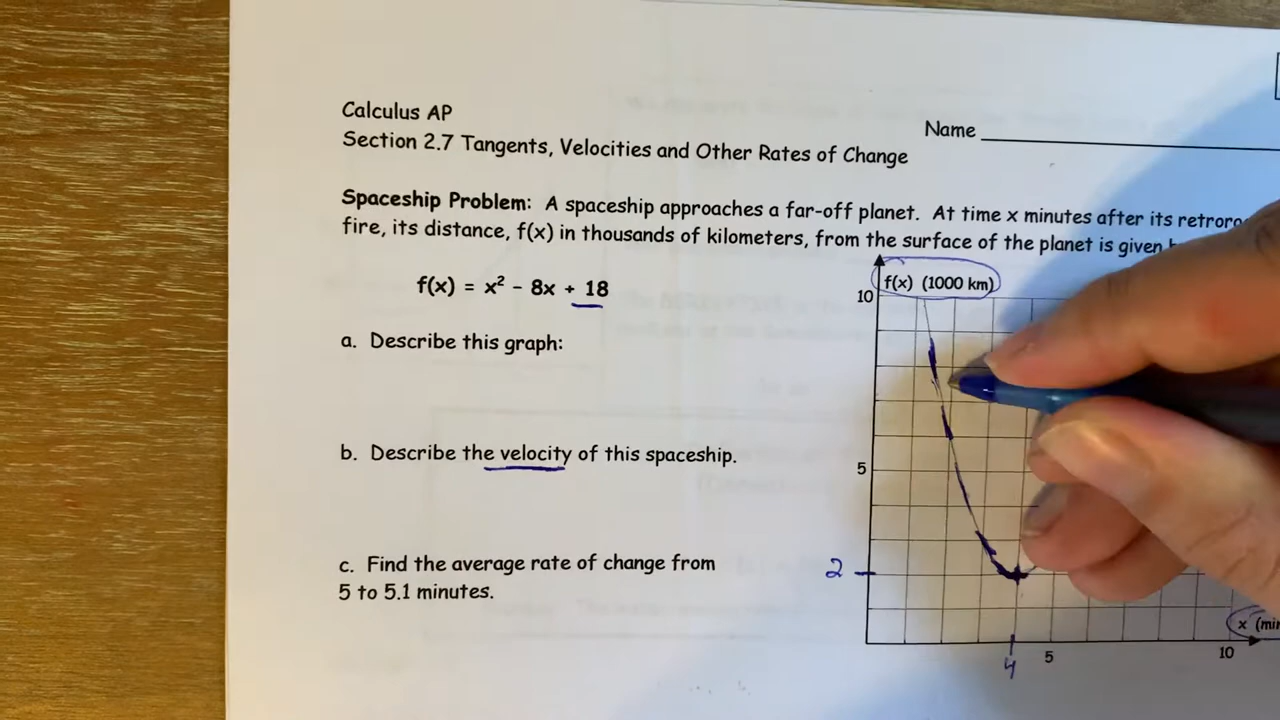 Calculus AP
Name
Section 2.7 Tangents, Velocities and Other Rates of Change
Spaceship Problem: A spaceship approaches a far-off planet. At time x minutes after its
fire, its distance, f(x) in thousands of kilometers, from the surface of the planet is given
f(x) = x² - 8x + 18
a. Describe this graph:
b. Describe the velocity of this spaceship.
c. Find the average rate of change from
5 to 5.1 minutes.
f(x) (1000 km)
10
5
2
4
5
10
x